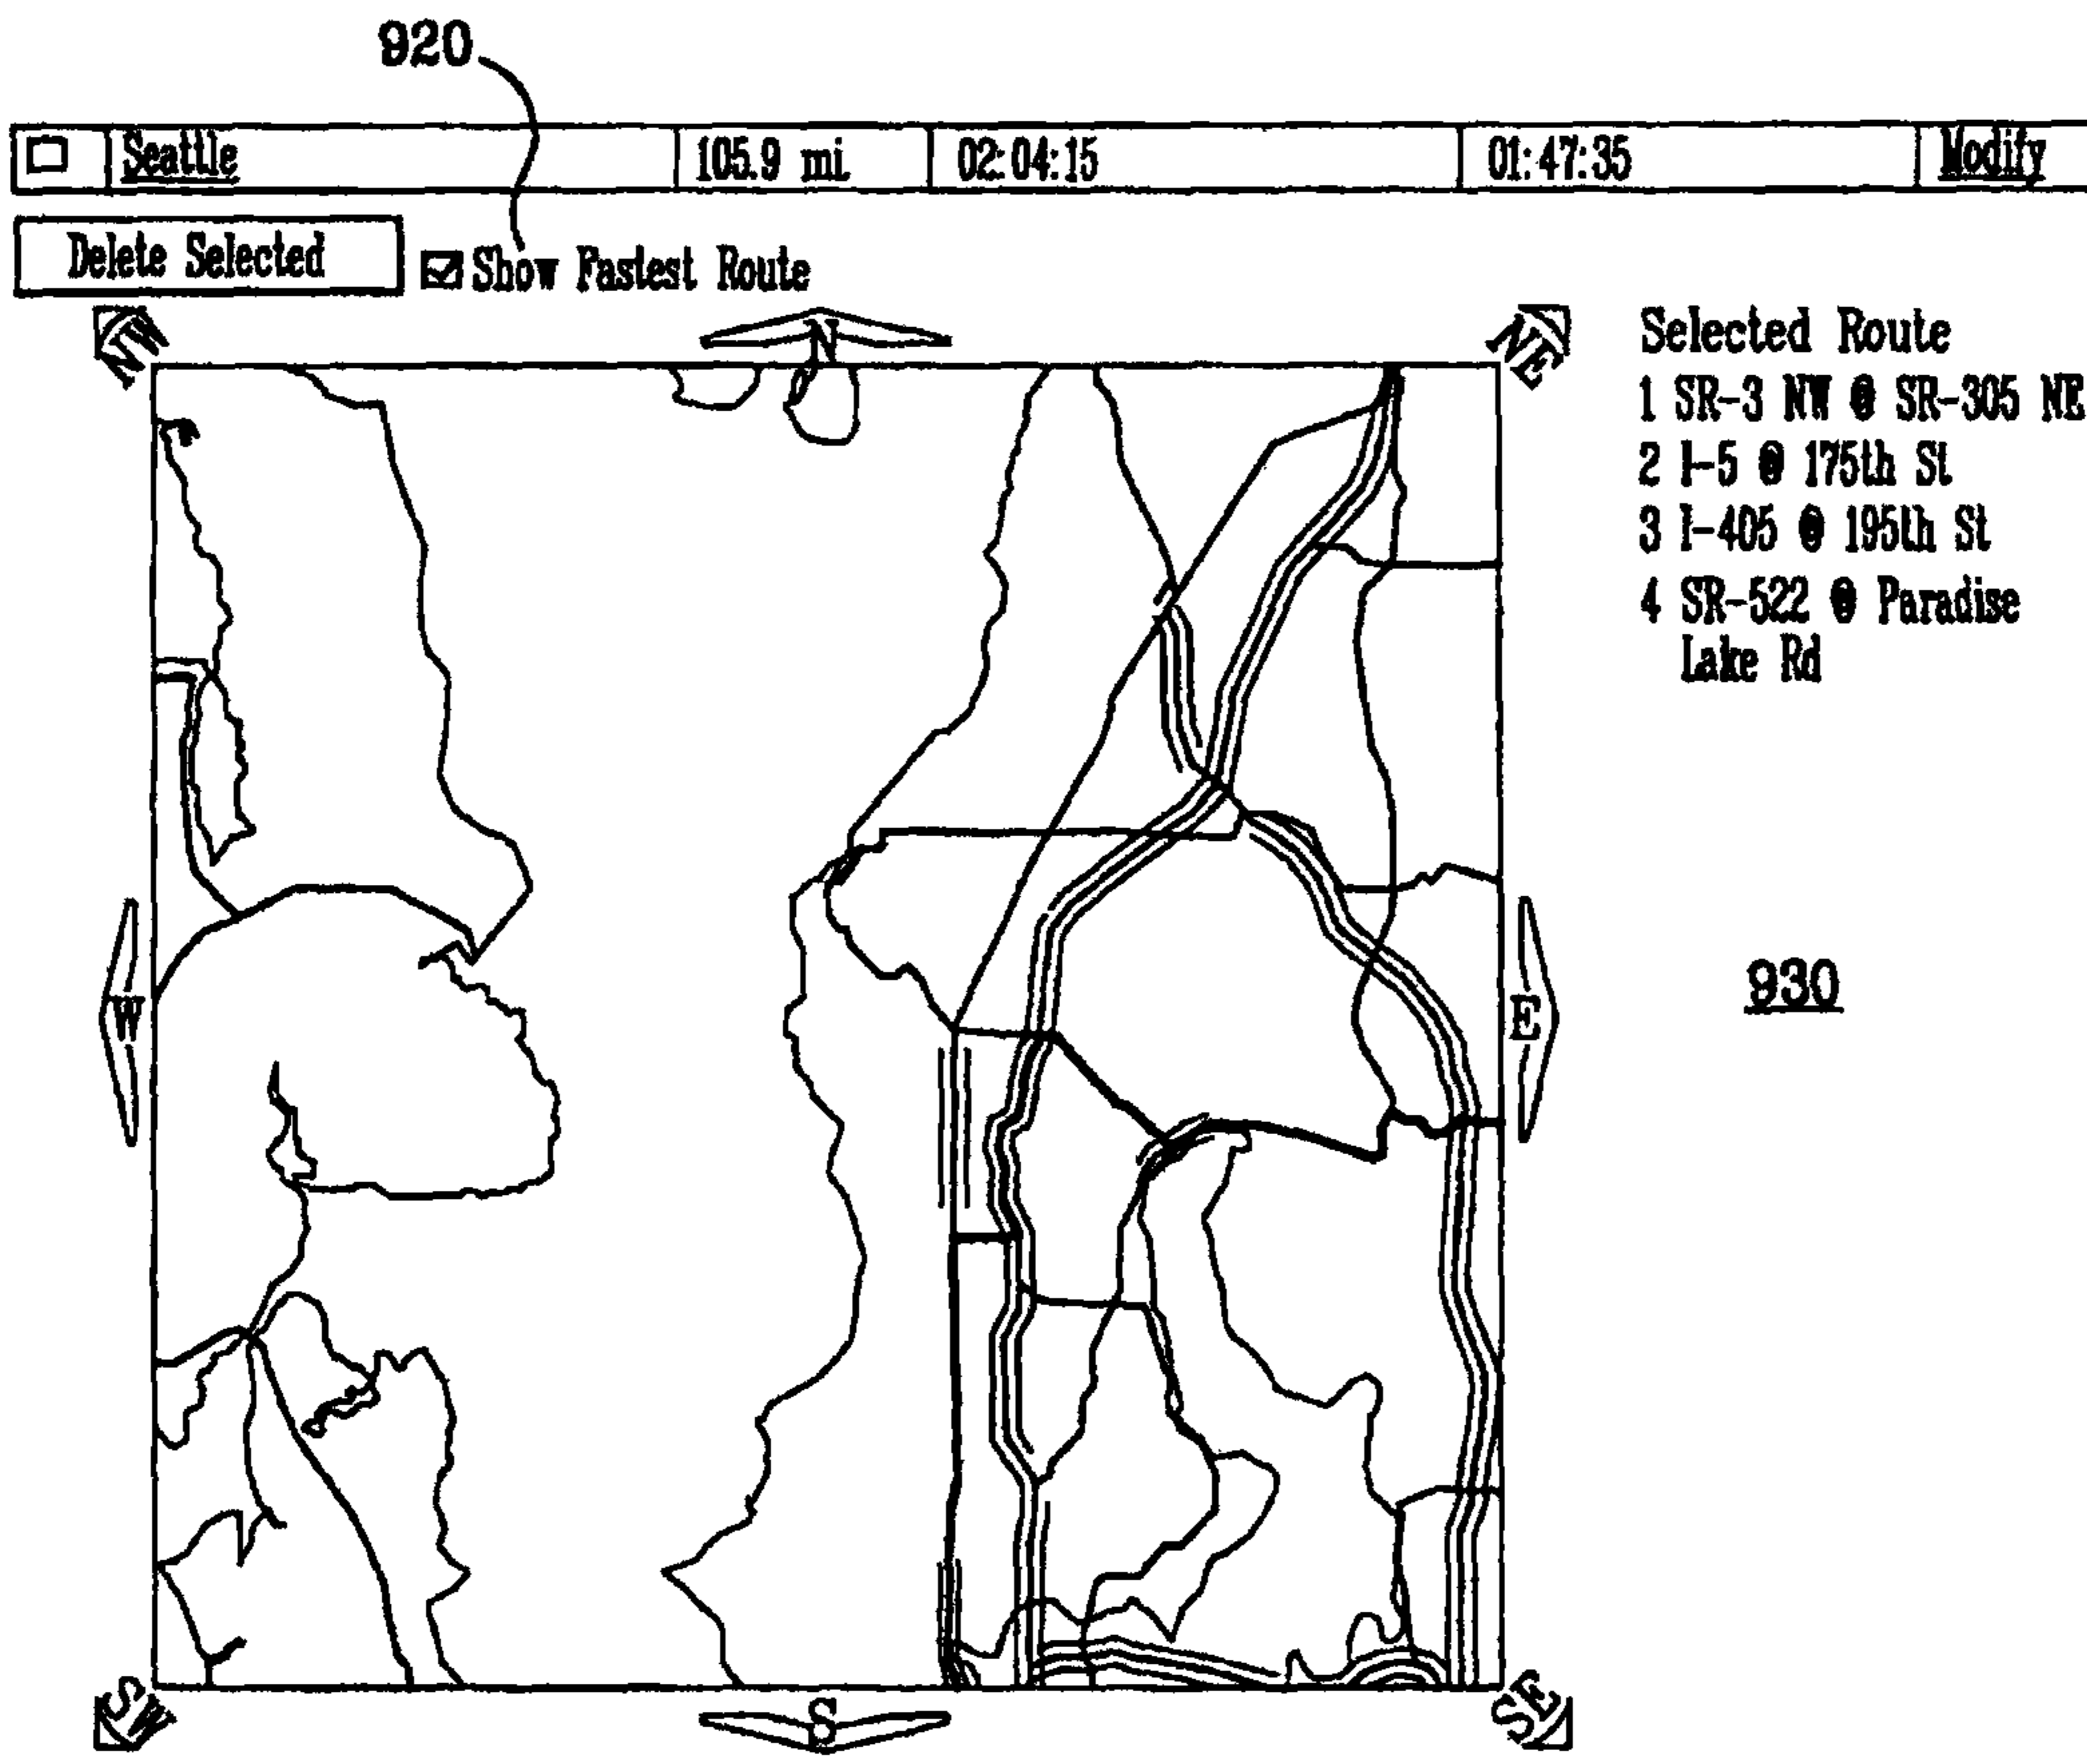 920
Seattle 105.9 mi. 02:04:15 01:47:35 Modify
Delete Selected Show Fastest Route
NW N NE
Selected Route
1 SR-3 NW @ SR-305 NE
2 I-5 @ 175th St
3 I-405 @ 195th St
4 SR-522 @ Paradise
Lake Rd
W E
930
SW S SE